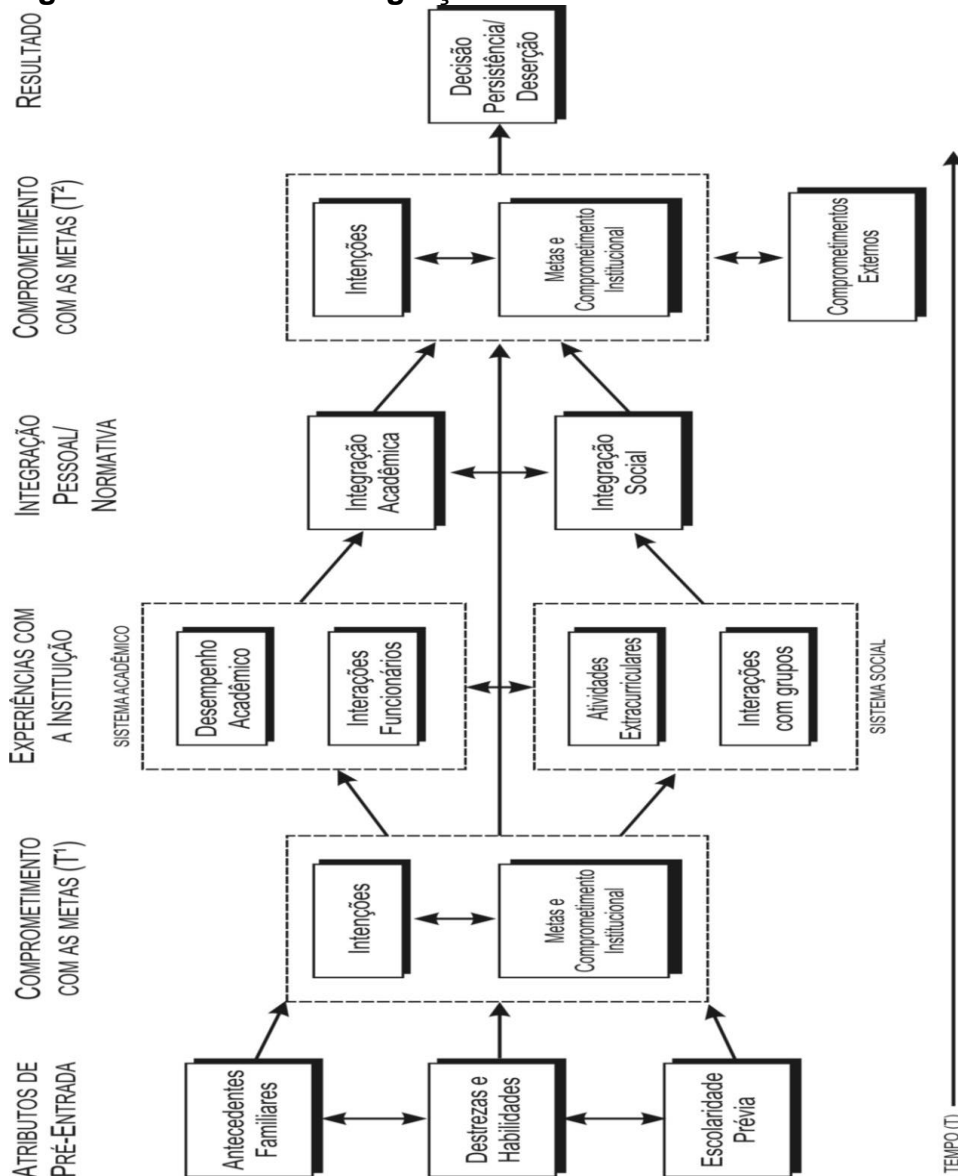 ATRIBUTOS DE
PRÉ-ENTRADA
COMPROMETIMENTO
COM AS METAS (T¹)
EXPERIÊNCIAS COM
A INSTITUIÇÃO
INTEGRAÇÃO
PESSOAL/
NORMATIVA
COMPROMETIMENTO
COM AS METAS (T²)
RESULTADO
Antecedentes
Familiares
Destrezas e
Habilidades
Escolaridade
Prévia
Intenções
Metas e
Comprometimento
Institucional
SISTEMA ACADÊMICO
Desempenho
Acadêmico
Interações
Funcionários
Atividades
Extracurriculares
Interações
com grupos
SISTEMA SOCIAL
Integração
Acadêmica
Integração
Social
Intenções
Metas e
Comprometimento
Institucional
Comprometimentos
Externos
Decisão
Persistência/
Deserção
TEMPO (T)